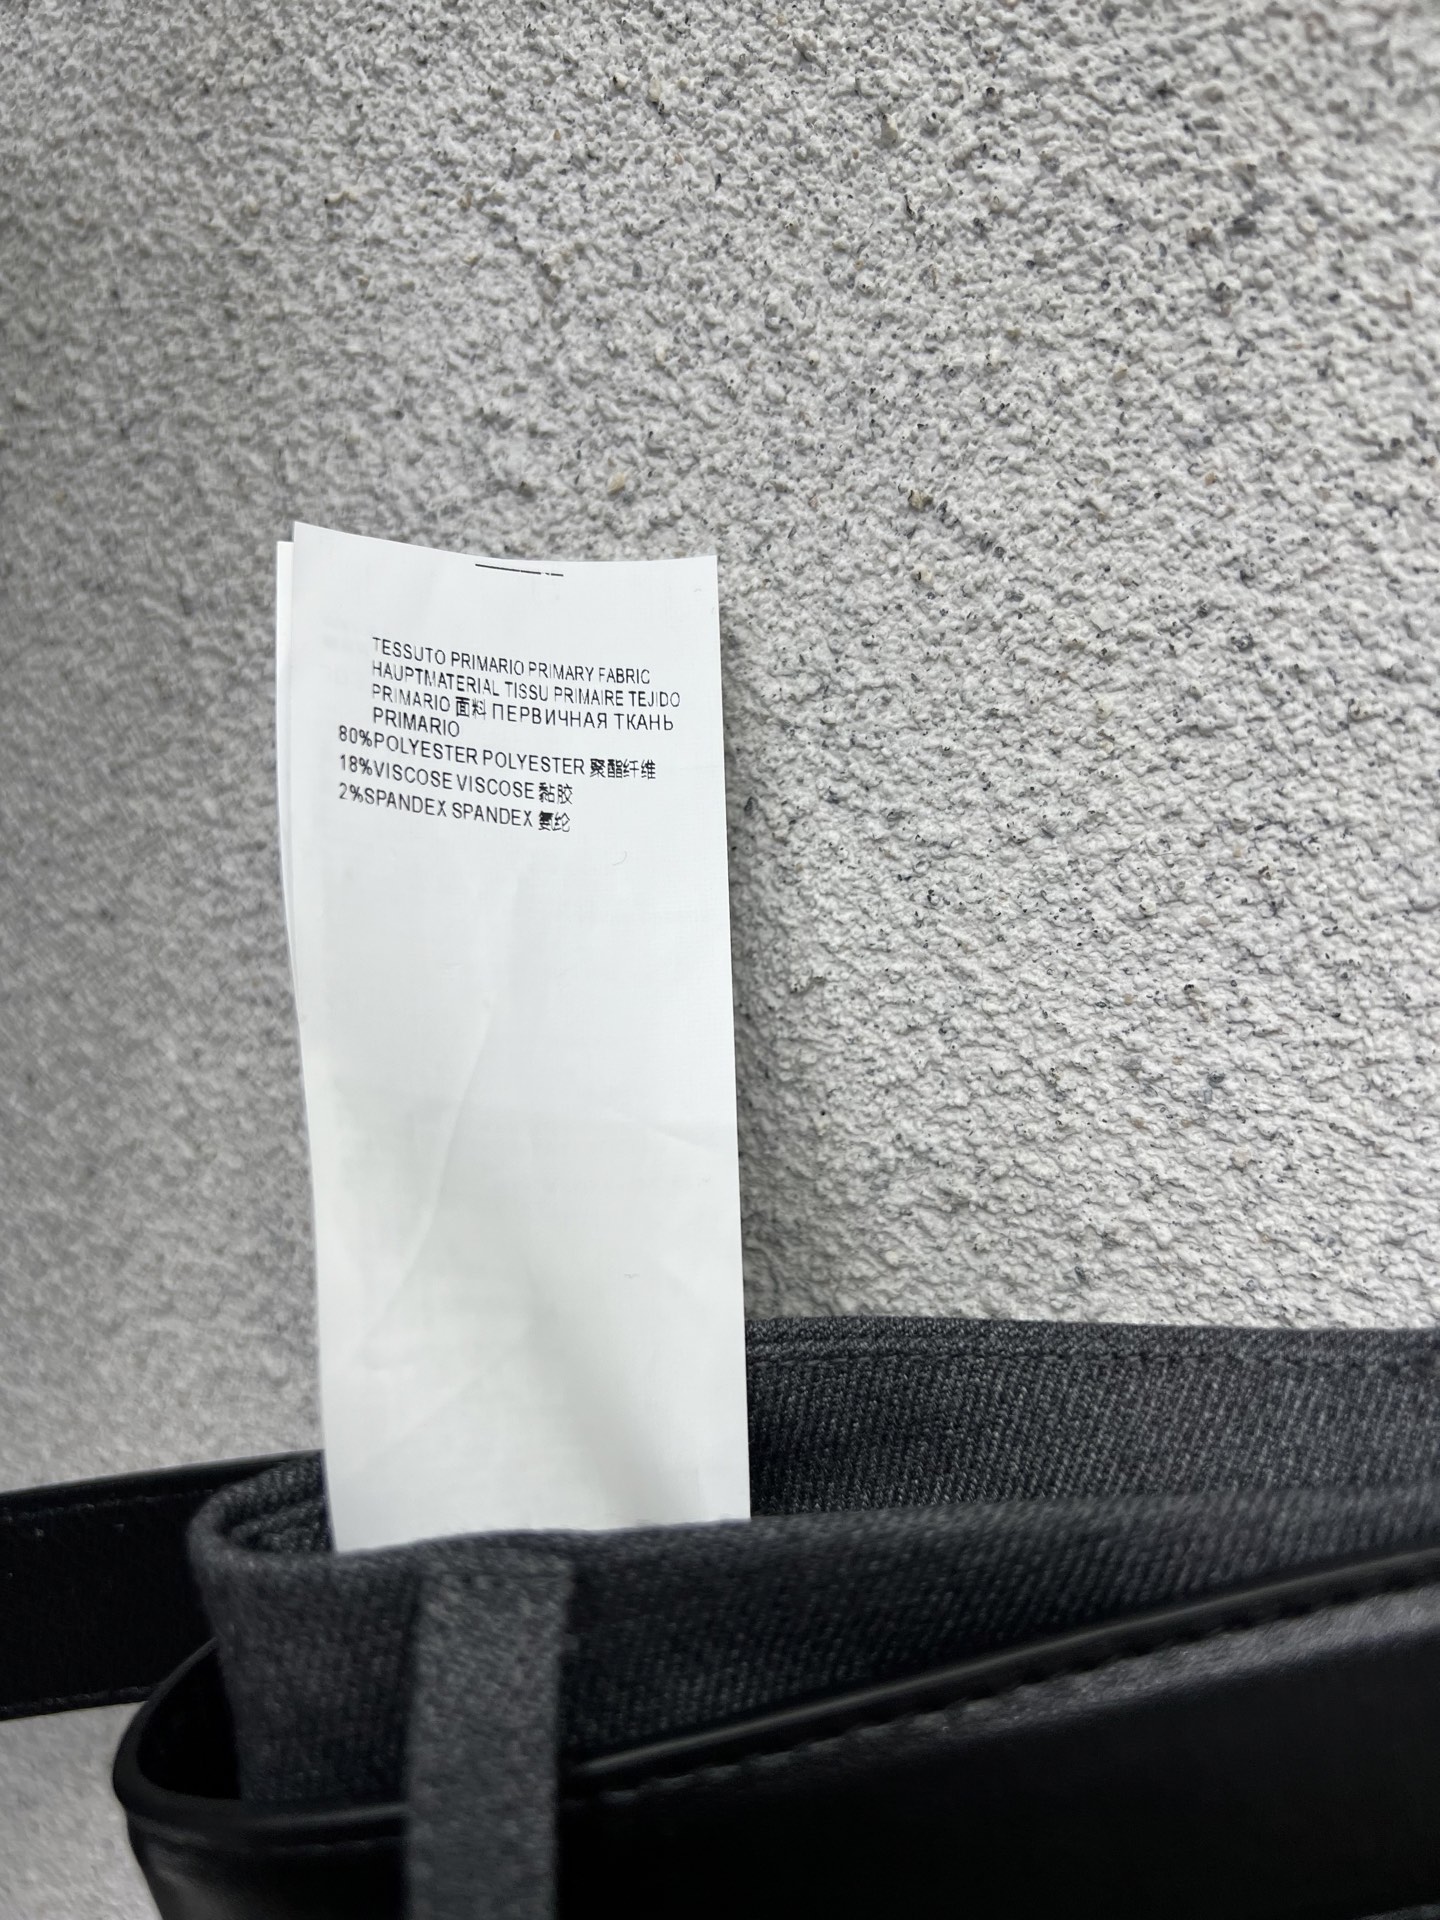 TESSUTO PRIMARIO PRIMARY FABRIC
HAUPTMATERIAL TISSU PRIMAIRE TEJIDO
PRIMARIO 面料 ПЕРВИЧНАЯ ТКАНЬ
PRIMARIO
80%POLYESTER POLYESTER 聚酯纤维
18%VISCOSE VISCOSE 黏胶
2%SPANDEX SPANDEX 氨纶